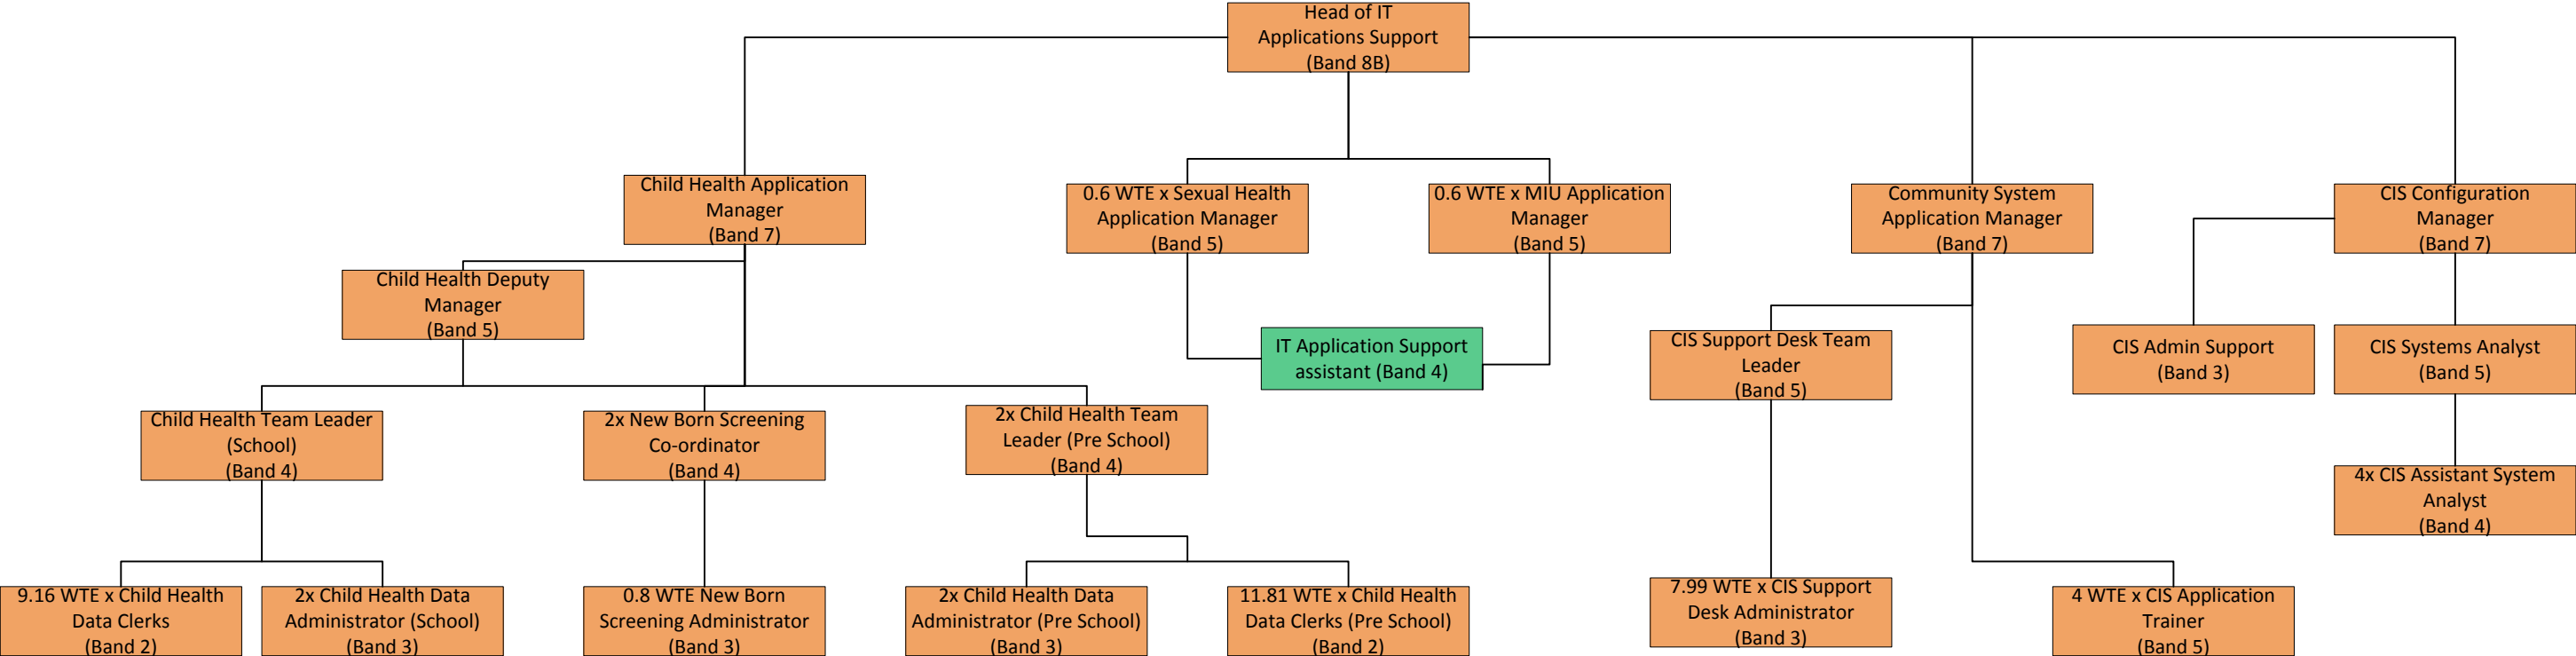 Head of IT
Applications Support
(Band 8B)
Child Health Application
Manager
(Band 7)
0.6 WTE x Sexual Health
Application Manager
(Band 5)
0.6 WTE x MIU Application
Manager
(Band 5)
Community System
Application Manager
(Band 7)
CIS Configuration
Manager
(Band 7)
Child Health Deputy
Manager
(Band 5)
IT Application Support
assistant (Band 4)
CIS Support Desk Team
Leader
(Band 5)
CIS Admin Support
(Band 3)
CIS Systems Analyst
(Band 5)
Child Health Team Leader
(School)
(Band 4)
2x New Born Screening
Co-ordinator
(Band 4)
2x Child Health Team
Leader (Pre School)
(Band 4)
4x CIS Assistant System
Analyst
(Band 4)
9.16 WTE x Child Health
Data Clerks
(Band 2)
2x Child Health Data
Administrator (School)
(Band 3)
0.8 WTE New Born
Screening Administrator
(Band 3)
2x Child Health Data
Administrator (Pre School)
(Band 3)
11.81 WTE x Child Health
Data Clerks (Pre School)
(Band 2)
7.99 WTE x CIS Support
Desk Administrator
(Band 3)
4 WTE x CIS Application
Trainer
(Band 5)